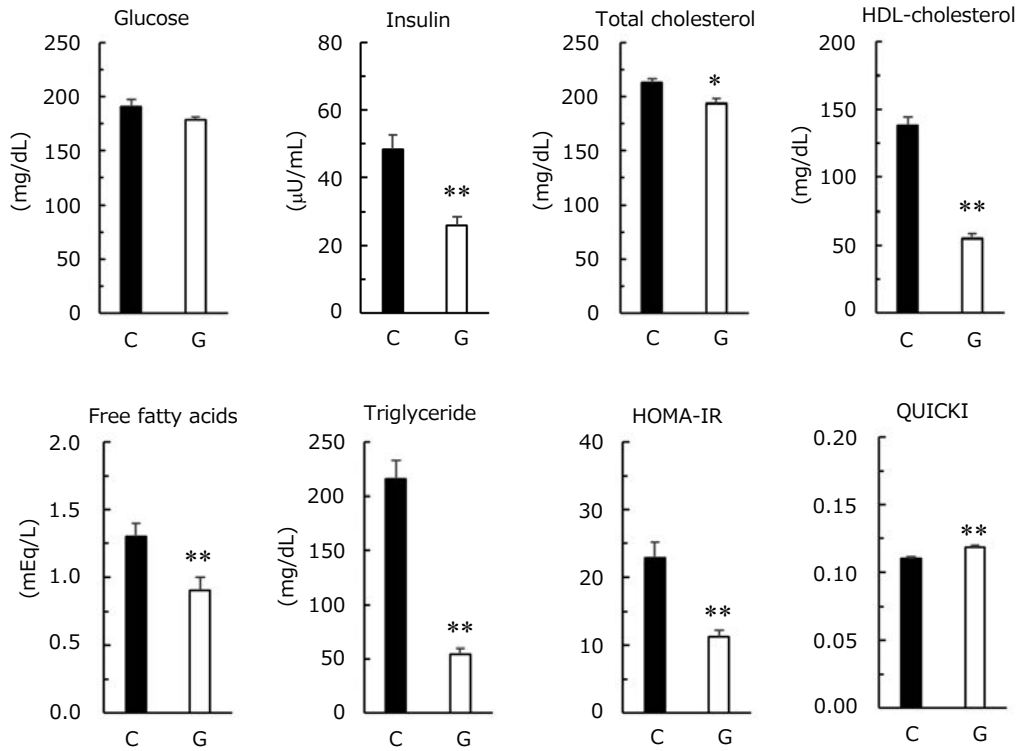 Glucose
250
200
150
100
50
0
(mg/dL)
C G
Insulin
80
60
40
20
0
(μU/mL)
**
C G
Total cholesterol
250
200
150
100
50
0
(mg/dL)
*
C G
HDL-cholesterol
200
150
100
50
0
(mg/dL)
**
C G
Free fatty acids
2.0
1.5
1.0
0.5
0.0
(mEq/L)
**
C G
Triglyceride
250
200
150
100
50
0
(mg/dL)
**
C G
HOMA-IR
40
30
20
10
0
**
C G
QUICKI
0.20
0.15
0.10
0.05
0.00
**
C G